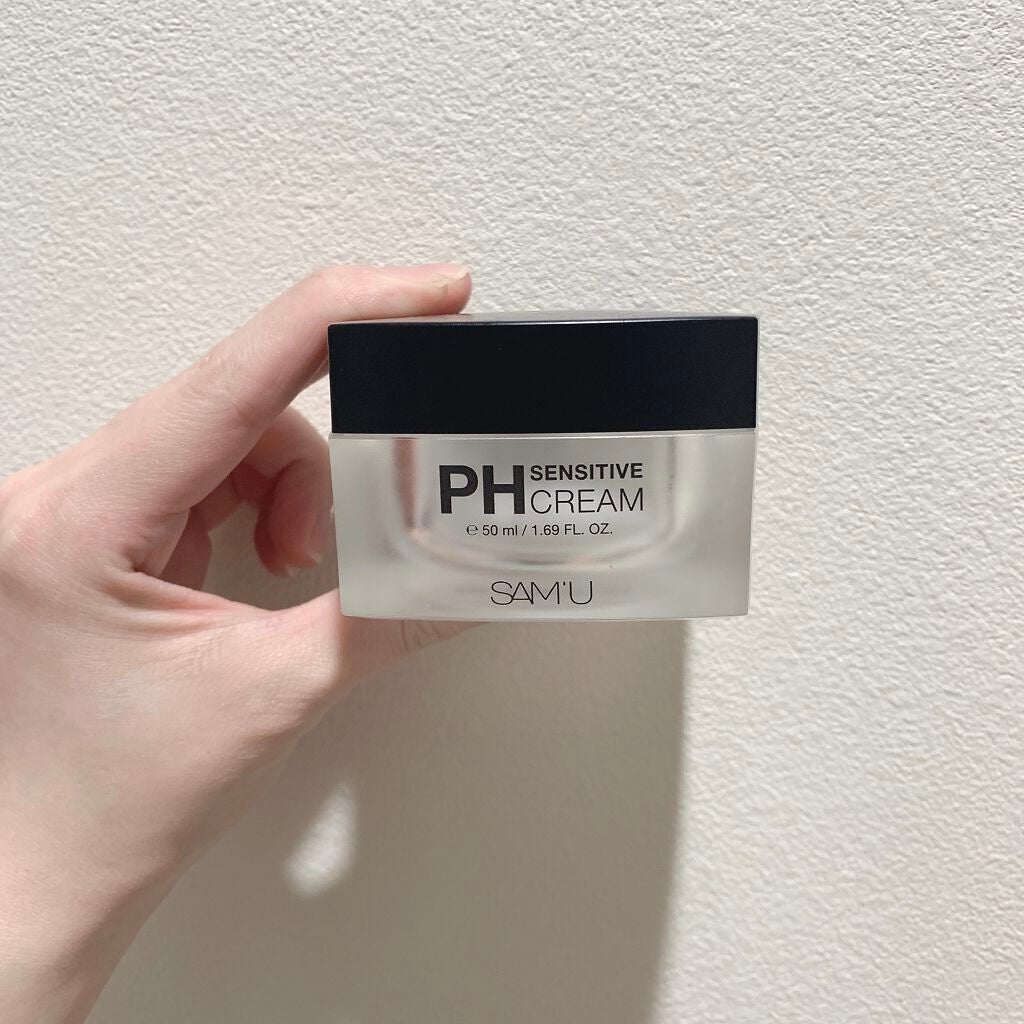 PH SENSITIVE
CREAM
℮ 50 ml / 1.69 FL. OZ.
SAM'U